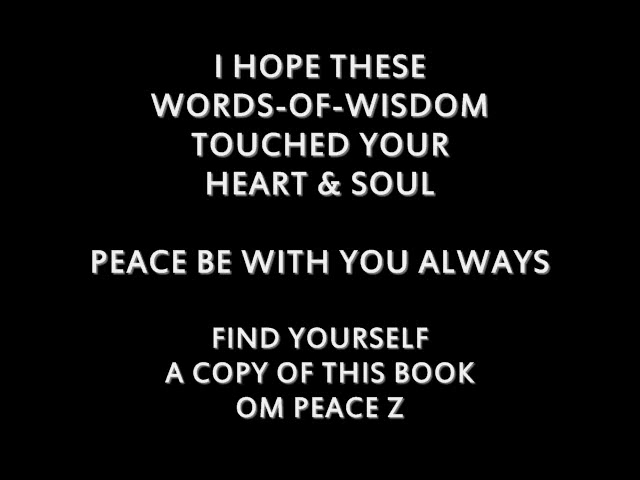 I HOPE THESE
WORDS-OF-WISDOM
TOUCHED YOUR
HEART & SOUL
PEACE BE WITH YOU ALWAYS
FIND YOURSELF
A COPY OF THIS BOOK
OM PEACE Z